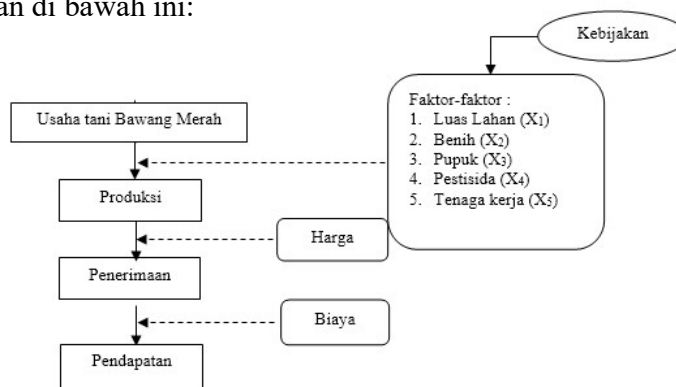 an di bawah ini:
Kebijakan
Faktor-faktor :
1. Luas Lahan (X1)
2. Benih (X2)
3. Pupuk (X3)
4. Pestisida (X4)
5. Tenaga kerja (X5)
Usaha tani Bawang Merah
Produksi
Harga
Penerimaan
Biaya
Pendapatan